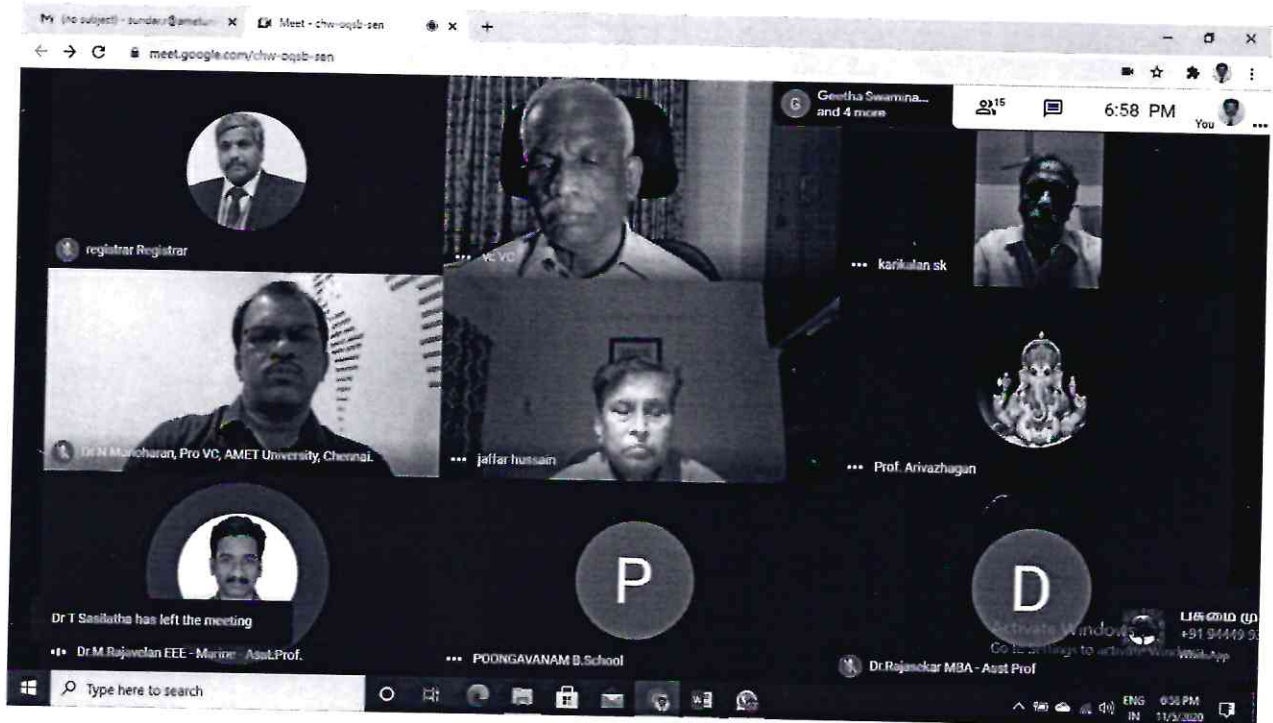 (no subject) - sundar.r@ametun
Meet - chw-oqsb-sen
meet.google.com/chw-oqsb-sen
G
Geetha Swamina...
and 4 more
15
6:58 PM
You
registrar Registrar
VC VC
karikalan sk
Dr N Manoharan, Pro VC, AMET University, Chennai.
jaffar hussain
Prof. Arivazhagan
P
D
Dr T Sasilatha has left the meeting
Dr.M.Rajavelan EEE - Marine - Asst.Prof.
POONGAVANAM B.School
Dr.Rajasekar MBA - Asst Prof
Activate Windows
Go to Settings to activate Windows
பசுமை மு
+91 94449 9
WhatsApp
Type here to search
ENG
IN
6:58 PM
11/5/2020